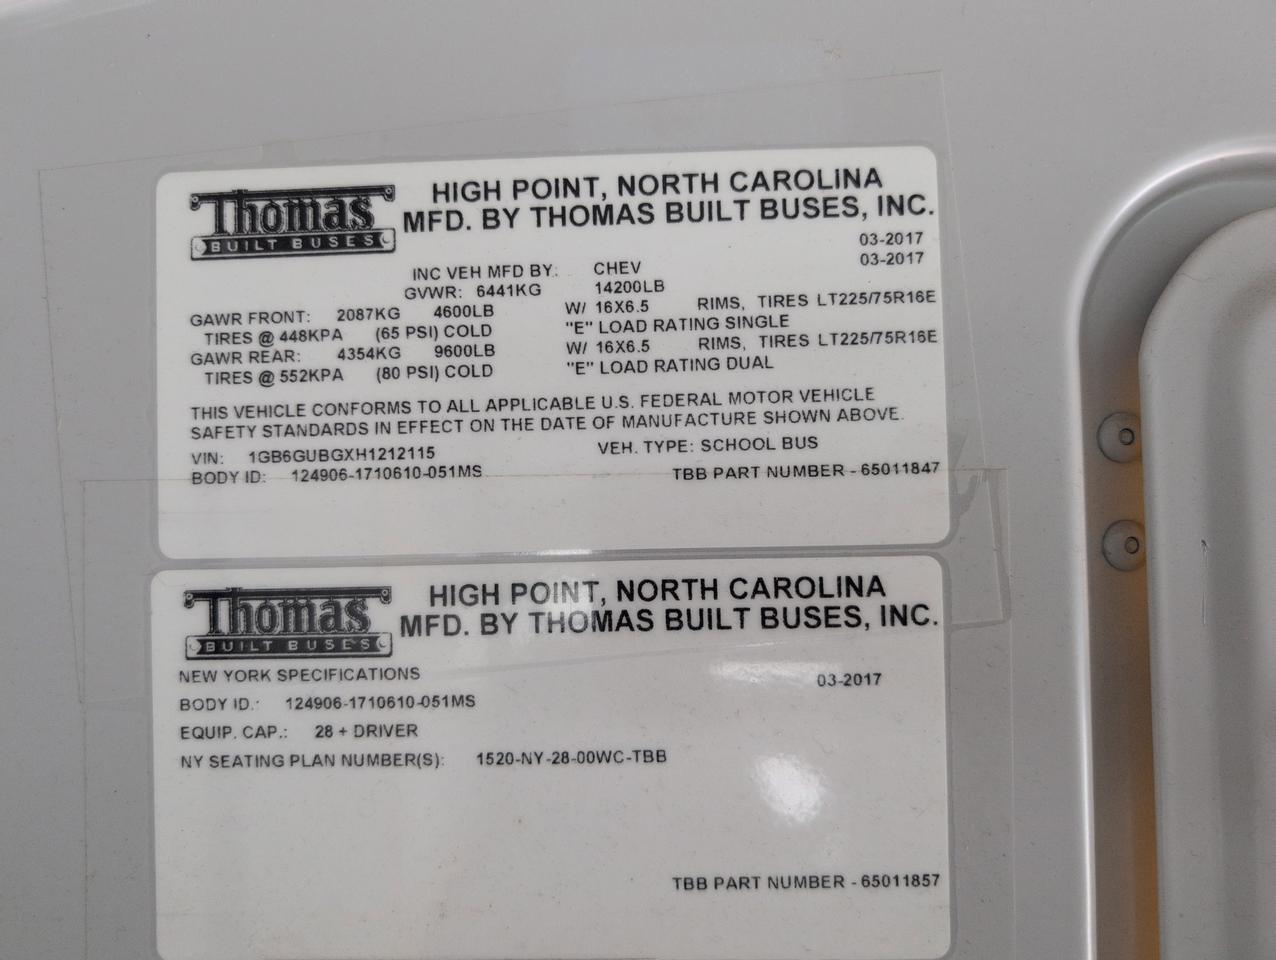 Thomas
BUILT BUSES
HIGH POINT, NORTH CAROLINA
MFD. BY THOMAS BUILT BUSES, INC.
03-2017
INC VEH MFD BY: CHEV 03-2017
GVWR: 6441KG 14200LB
GAWR FRONT: 2087KG 4600LB W/ 16X6.5 RIMS, TIRES LT225/75R16E
TIRES @ 448KPA (65 PSI) COLD "E" LOAD RATING SINGLE
GAWR REAR: 4354KG 9600LB W/ 16X6.5 RIMS, TIRES LT225/75R16E
TIRES @ 552KPA (80 PSI) COLD "E" LOAD RATING DUAL
THIS VEHICLE CONFORMS TO ALL APPLICABLE U.S. FEDERAL MOTOR VEHICLE
SAFETY STANDARDS IN EFFECT ON THE DATE OF MANUFACTURE SHOWN ABOVE.
VIN: 1GB6GUBGXH1212115 VEH. TYPE: SCHOOL BUS
BODY ID: 124906-1710610-051MS TBB PART NUMBER - 65011847
Thomas
BUILT BUSES
HIGH POINT, NORTH CAROLINA
MFD. BY THOMAS BUILT BUSES, INC.
NEW YORK SPECIFICATIONS 03-2017
BODY ID.: 124906-1710610-051MS
EQUIP. CAP.: 28 + DRIVER
NY SEATING PLAN NUMBER(S): 1520-NY-28-00WC-TBB
TBB PART NUMBER - 65011857